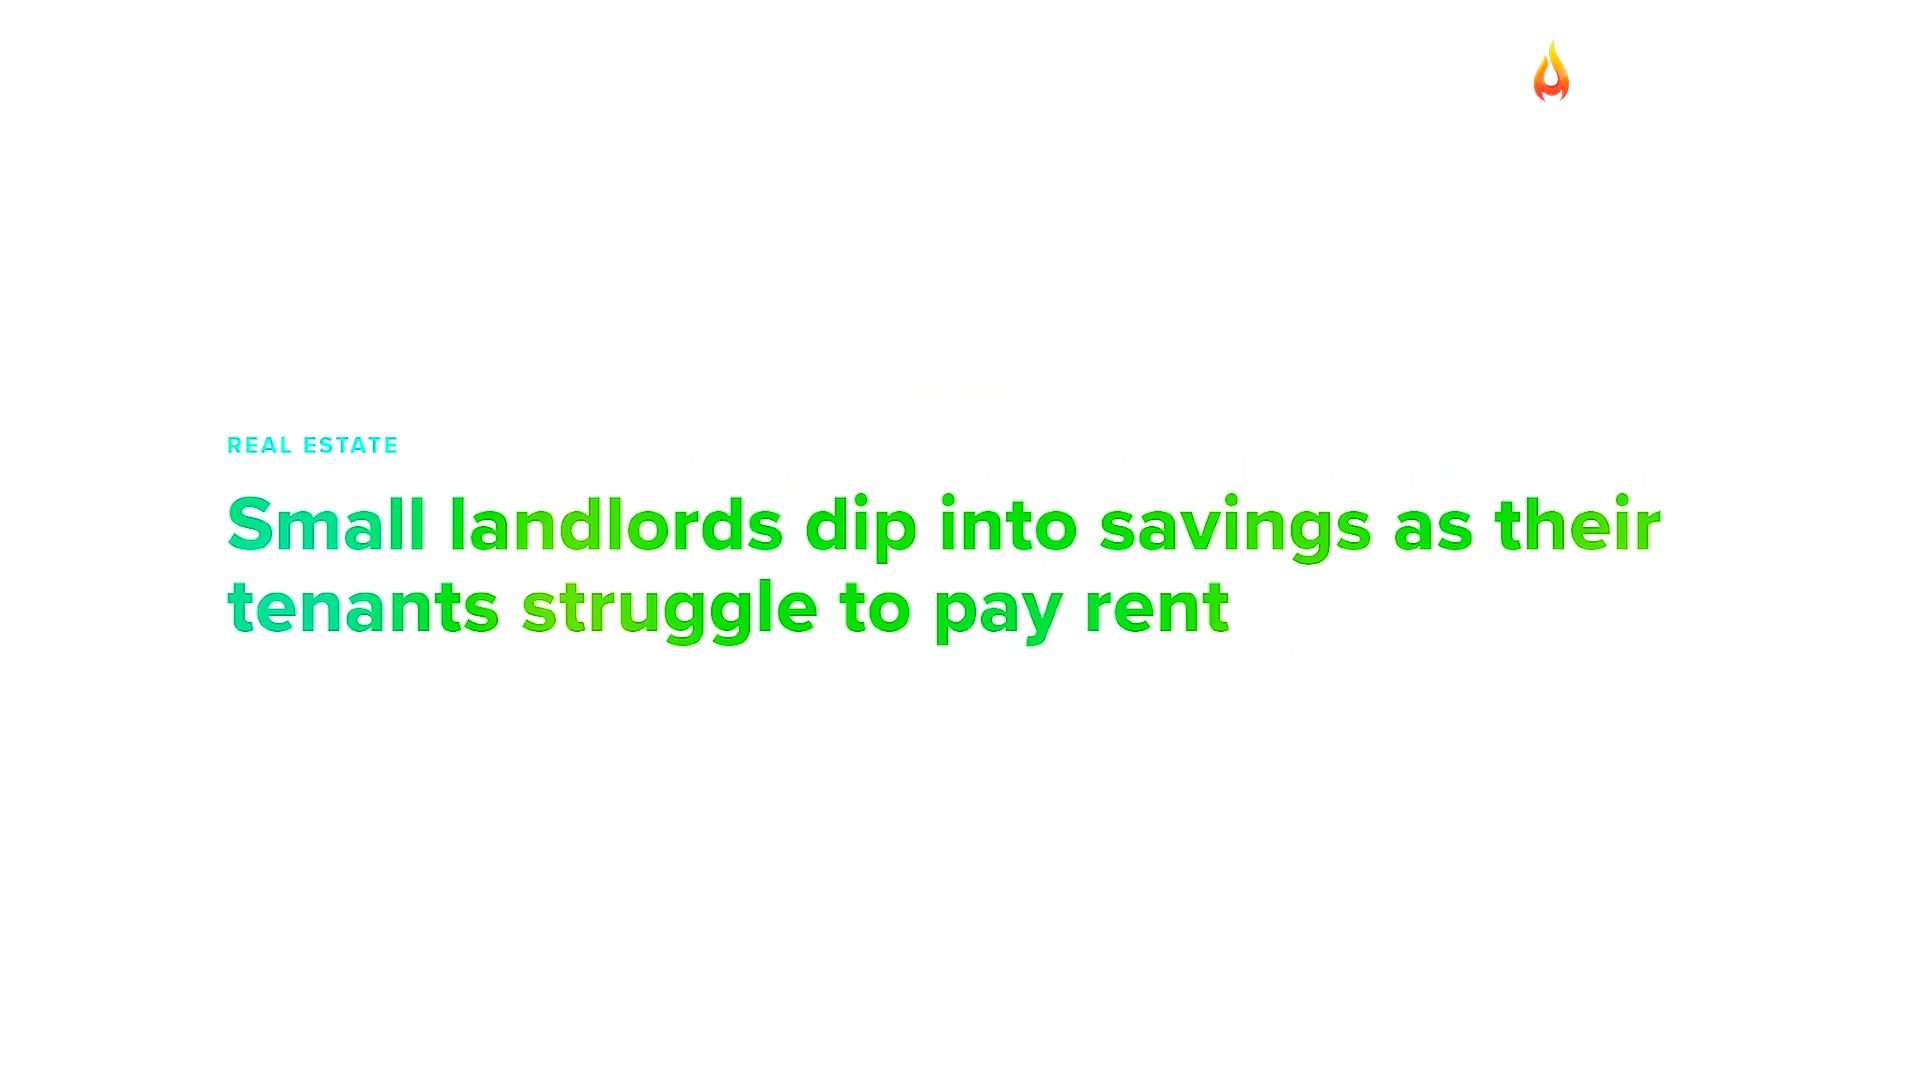 REAL ESTATE
Small landlords dip into savings as their
tenants struggle to pay rent